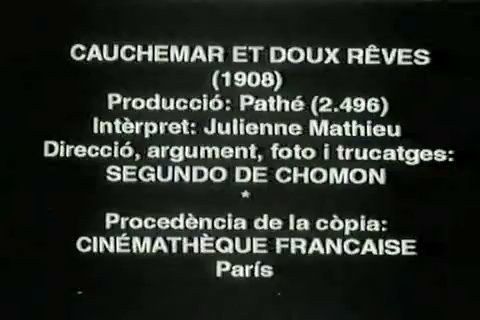 CAUCHEMAR ET DOUX RÊVES
(1908)
Producció: Pathé (2.496)
Intèrpret: Julienne Mathieu
Direcció, argument, foto i trucatges:
SEGUNDO DE CHOMON
*
Procedència de la còpia:
CINÉMATHÈQUE FRANCAISE
París